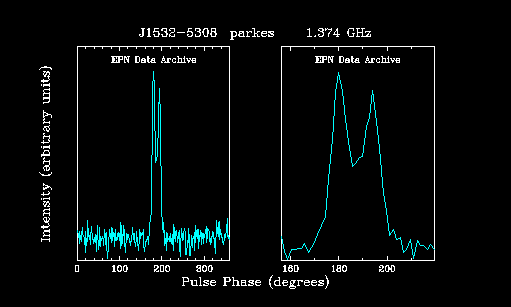 J1532-5308 parkes 1.374 GHz
EPN Data Archive EPN Data Archive
Intensity (arbitrary units)
0 100 200 300 160 180 200
Pulse Phase (degrees)